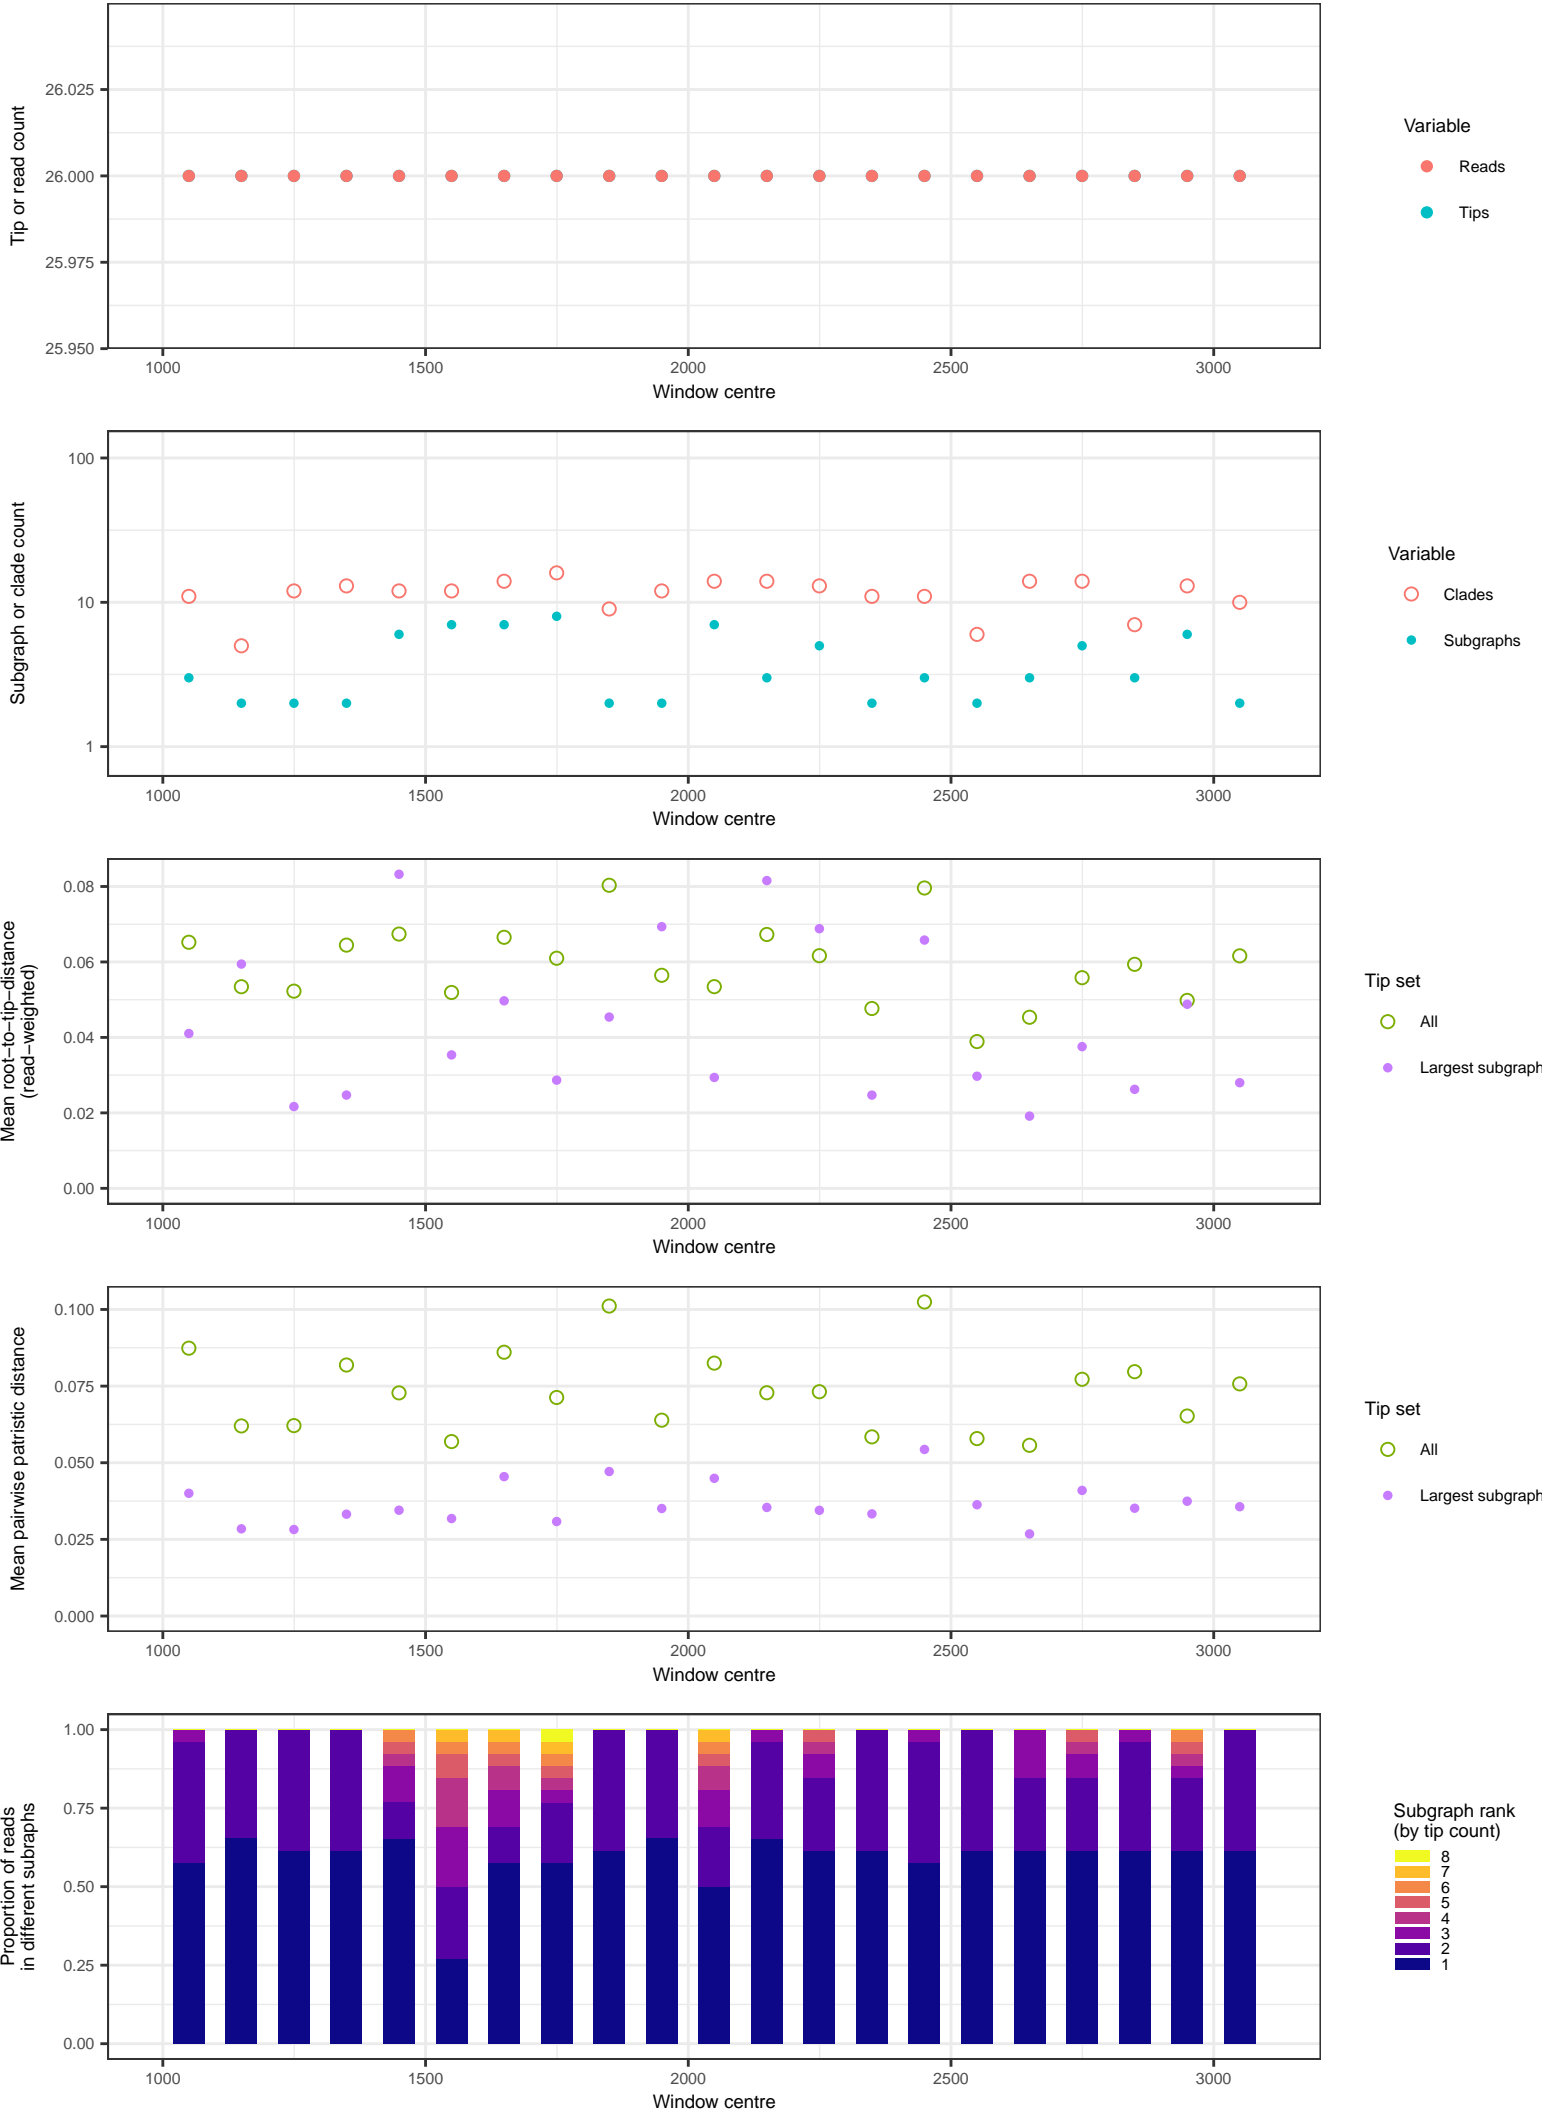 Tip or read count
26.025
26.000
25.975
25.950
1000 1500 2000 2500 3000
Window centre
Variable
Reads
Tips
Subgraph or clade count
100
10
1
1000 1500 2000 2500 3000
Window centre
Variable
Clades
Subgraphs
Mean root−to−tip−distance
(read−weighted)
0.08
0.06
0.04
0.02
0.00
1000 1500 2000 2500 3000
Window centre
Tip set
All
Largest subgraph
Mean pairwise patristic distance
0.100
0.075
0.050
0.025
0.000
1000 1500 2000 2500 3000
Window centre
Tip set
All
Largest subgraph
Proportion of reads
in different subraphs
1.00
0.75
0.50
0.25
0.00
1000 1500 2000 2500 3000
Window centre
Subgraph rank
(by tip count)
8
7
6
5
4
3
2
1